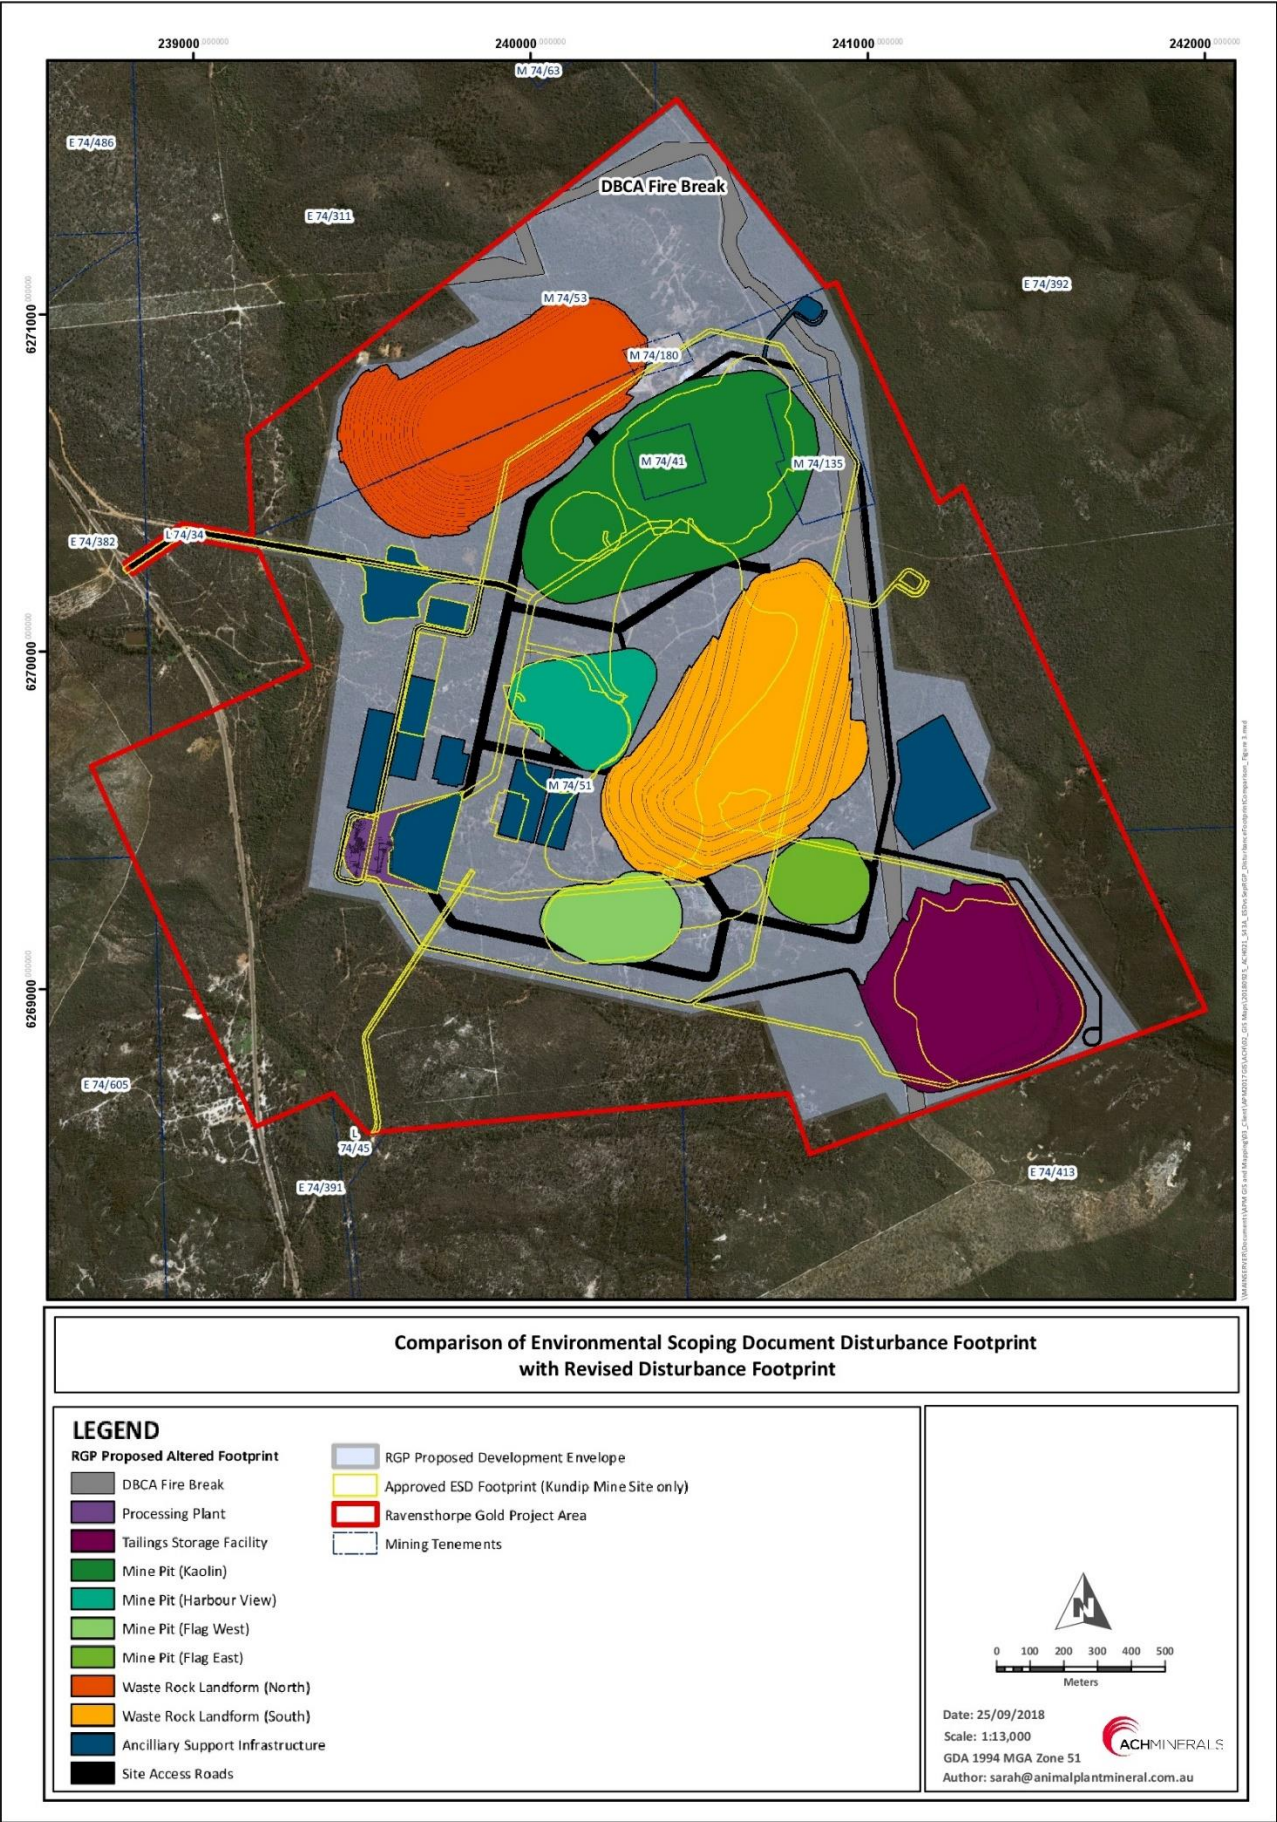 239000.000000
240000.000000
241000.000000
242000.000000
M 74/63
E 74/486
DBCA Fire Break
E 74/311
E 74/392
6271000.000000
M 74/53
M 74/180
M 74/41
M 74/135
E 74/382
L 74/34
6270000.000000
M 74/51
6269000.000000
E 74/605
L
74/45
E 74/391
E 74/413
Comparison of Environmental Scoping Document Disturbance Footprint
with Revised Disturbance Footprint
LEGEND
RGP Proposed Altered Footprint
DBCA Fire Break
Processing Plant
Tailings Storage Facility
Mine Pit (Kaolin)
Mine Pit (Harbour View)
Mine Pit (Flag West)
Mine Pit (Flag East)
Waste Rock Landform (North)
Waste Rock Landform (South)
Ancilliary Support Infrastructure
Site Access Roads
RGP Proposed Development Envelope
Approved ESD Footprint (Kundip Mine Site only)
Ravensthorpe Gold Project Area
Mining Tenements
N
0 100 200 300 400 500
Meters
Date: 25/09/2018
Scale: 1:13,000
GDA 1994 MGA Zone 51
Author: sarah@animalplantmineral.com.au
ACHMINERALS